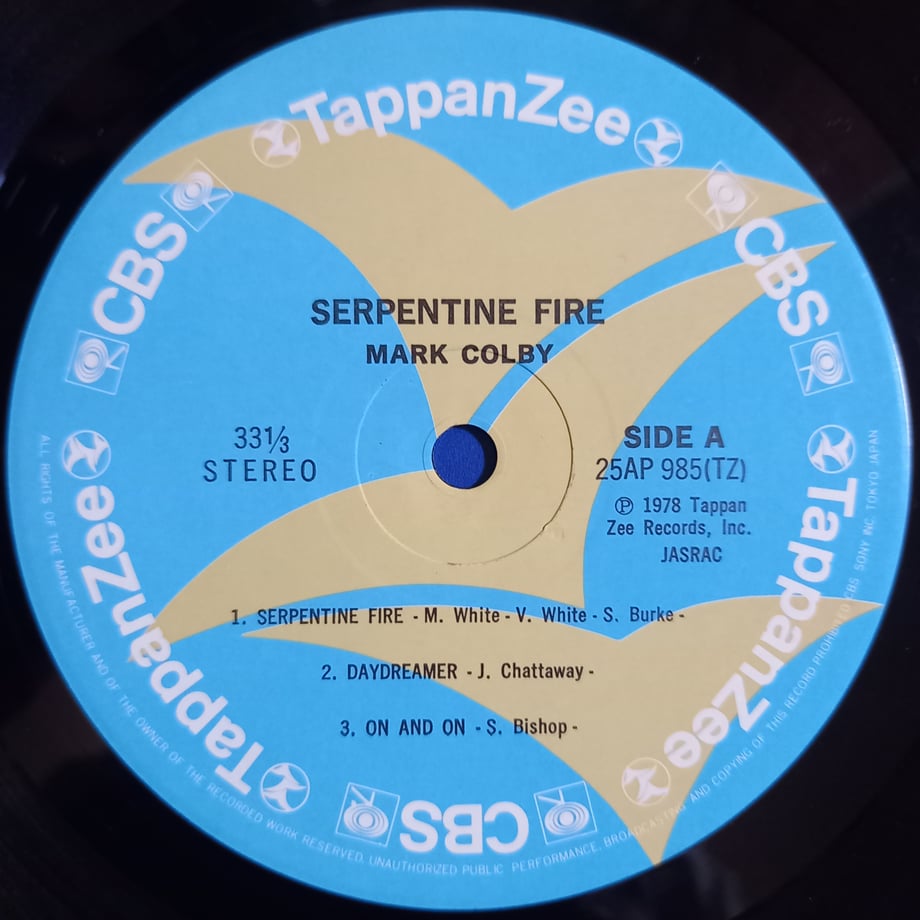 TappanZee
CBS
CBS
SERPENTINE FIRE
MARK COLBY
33⅓
STEREO
SIDE A
25AP 985(TZ)
Ⓟ 1978 Tappan
Zee Records, Inc.
JASRAC
1. SERPENTINE FIRE - M. White - V. White - S. Burke -
2. DAYDREAMER - J. Chattaway -
3. ON AND ON - S. Bishop -
TappanZee
TappanZee
CBS
ALL RIGHTS OF THE MANUFACTURER AND OF THE OWNER OF THE RECORDED WORK RESERVED. UNAUTHORIZED PUBLIC PERFORMANCE, BROADCASTING AND COPYING OF THIS RECORD PROHIBITED CBS SONY INC. TOKYO JAPAN